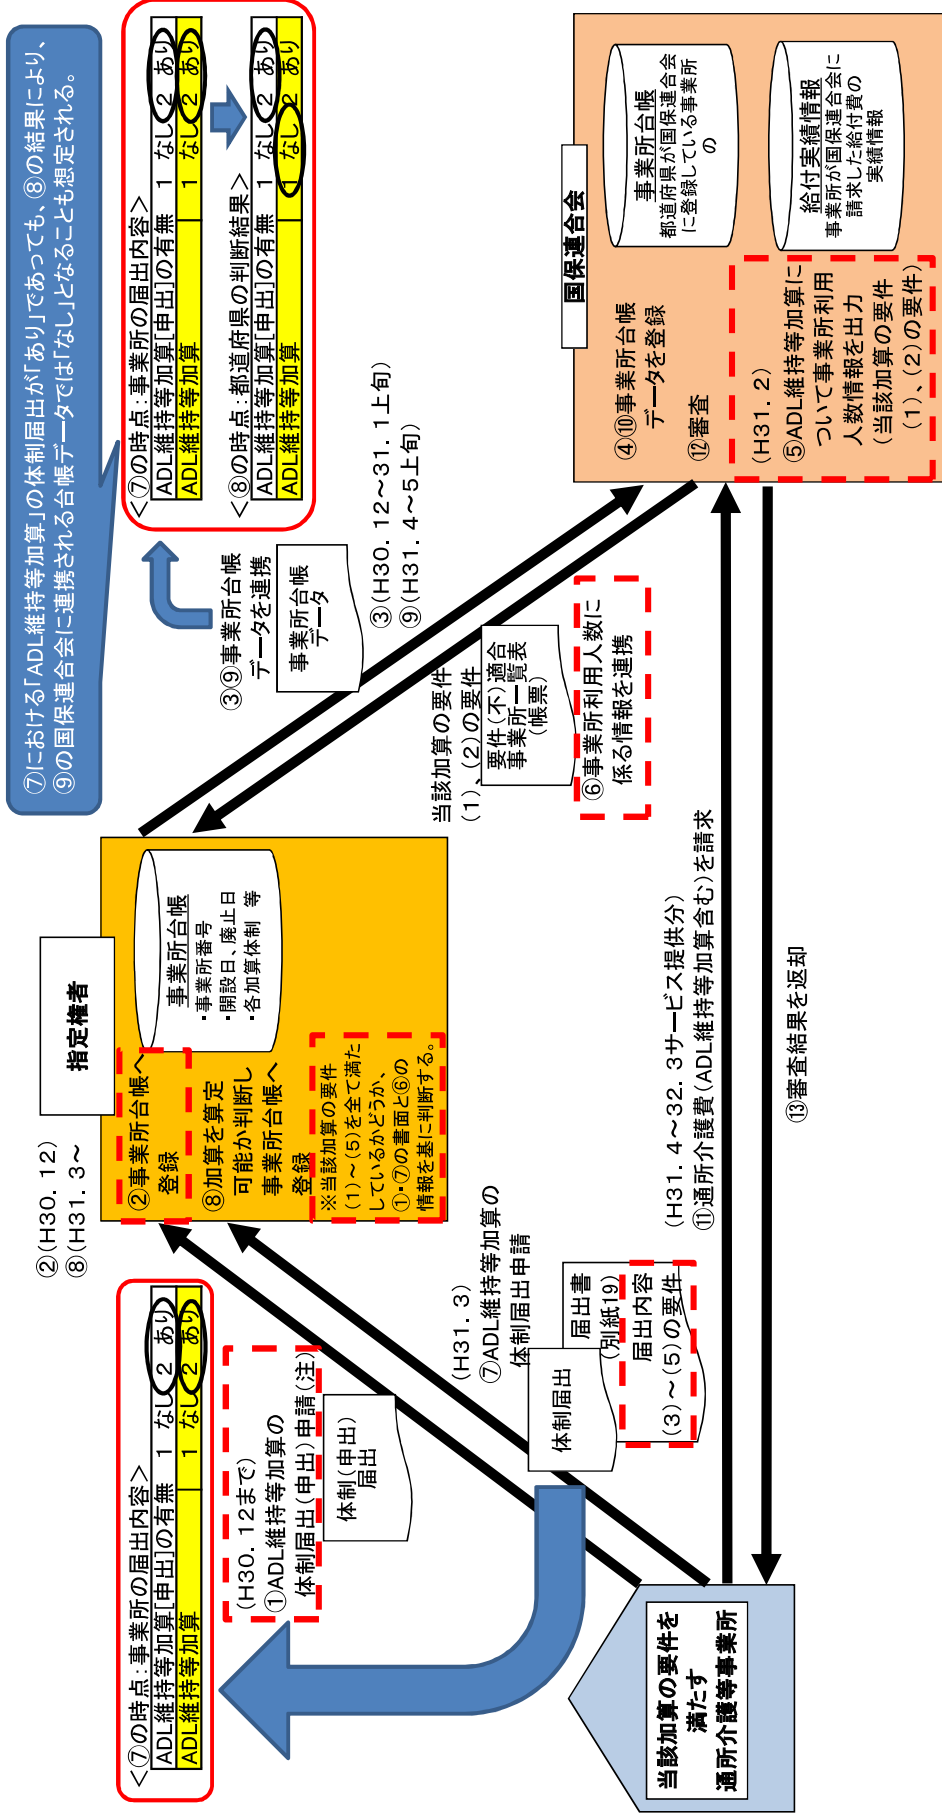 ⑦における「ADL維持等加算」の体制届出が「あり」であっても、⑧の結果により、
⑨の国保連合会に連携される台帳データでは「なし」となることも想定される。
＜⑦の時点：事業所の届出内容＞
ADL維持等加算[申出]の有無 1 なし 2 あり
ADL維持等加算 1 なし 2 あり
②(H30．12)
⑧(H31．3～
指定権者
②事業所台帳へ
登録
⑧加算を算定
可能か判断し
事業所台帳へ
登録
※当該加算の要件
(1)～(5)を全て満た
しているかどうか、
①・⑦の書面と⑥の
情報を基に判断する。
事業所台帳
・事業所番号
・開設日、廃止日
・各加算体制 等
＜⑦の時点：事業所の届出内容＞
ADL維持等加算[申出]の有無 1 なし 2 あり
ADL維持等加算 1 なし 2 あり
＜⑧の時点：都道府県の判断結果＞
ADL維持等加算[申出]の有無 1 なし 2 あり
ADL維持等加算 1 なし 2 あり
③⑨事業所台帳
データを連携
事業所台帳
データ
③(H30．12～31．1上旬)
⑨(H31．4～5上旬)
(H30．12まで)
①ADL維持等加算の
体制届出(申出)申請(注)
体制(申出)
届出
(H31．3)
⑦ADL維持等加算の
体制届出申請
体制届出
届出書
(別紙19)
届出内容
(3)～(5)の要件
当該加算の要件
(1)、(2)の要件
要件(不)適合
事業所一覧表
(帳票)
⑥事業所利用人数に
係る情報を連携
国保連合会
④⑩事業所台帳
データを登録
⑫審査
(H31．2)
⑤ADL維持等加算に
ついて事業所利用
人数情報を出力
(当該加算の要件
(1)、(2)の要件)
事業所台帳
都道府県が国保連合会
に登録している事業所
の
給付実績情報
事業所が国保連合会に
請求した給付費の
実績情報
(H31．4～32．3サービス提供分)
⑪通所介護費(ADL維持等加算含む)を請求
⑬審査結果を返却
当該加算の要件を
満たす
通所介護等事業所